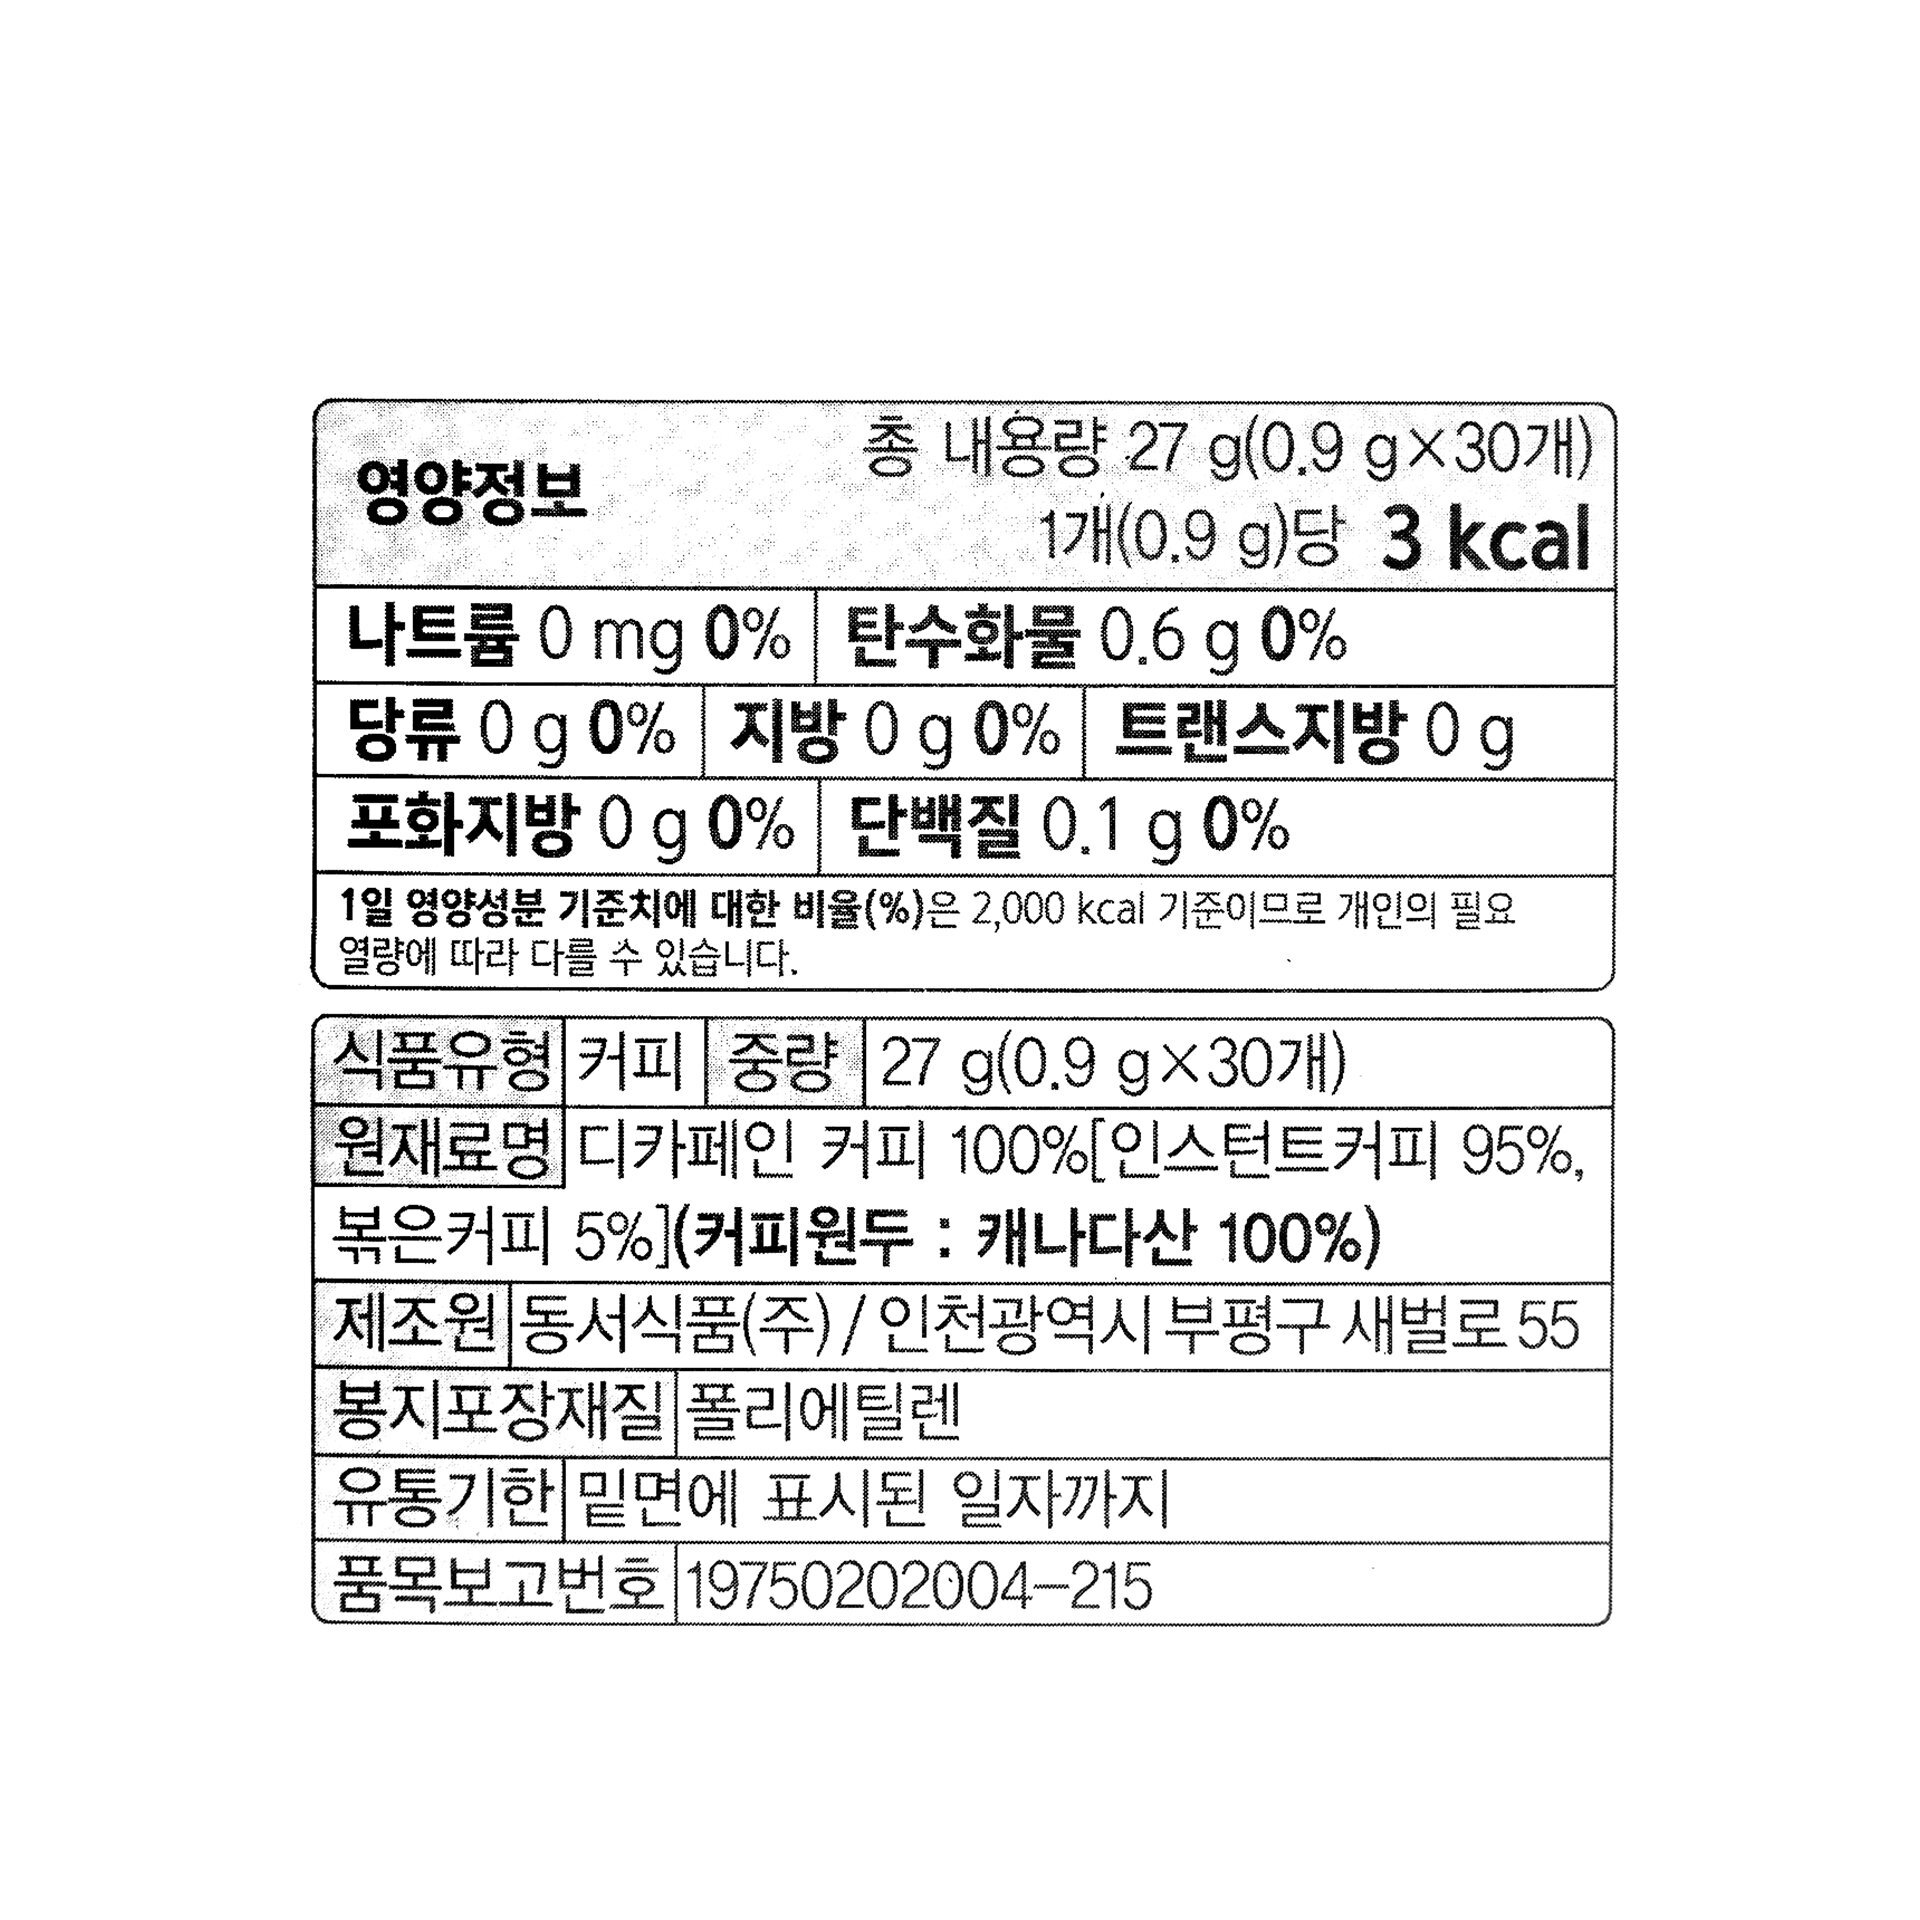 영양정보
총 내용량 27 g(0.9 g×30개)
1개(0.9 g)당 3 kcal
나트륨 0 mg 0% 탄수화물 0.6 g 0%
당류 0 g 0% 지방 0 g 0% 트랜스지방 0 g
포화지방 0 g 0% 단백질 0.1 g 0%
1일 영양성분 기준치에 대한 비율(%)은 2,000 kcal 기준이므로 개인의 필요
열량에 따라 다를 수 있습니다.
식품유형 커피 중량 27 g(0.9 g×30개)
원재료명 디카페인 커피 100%[인스턴트커피 95%,
볶은커피 5%](커피원두 : 캐나다산 100%)
제조원 동서식품(주)/인천광역시 부평구 새벌로 55
봉지포장재질 폴리에틸렌
유통기한 밑면에 표시된 일자까지
품목보고번호 19750202004-215